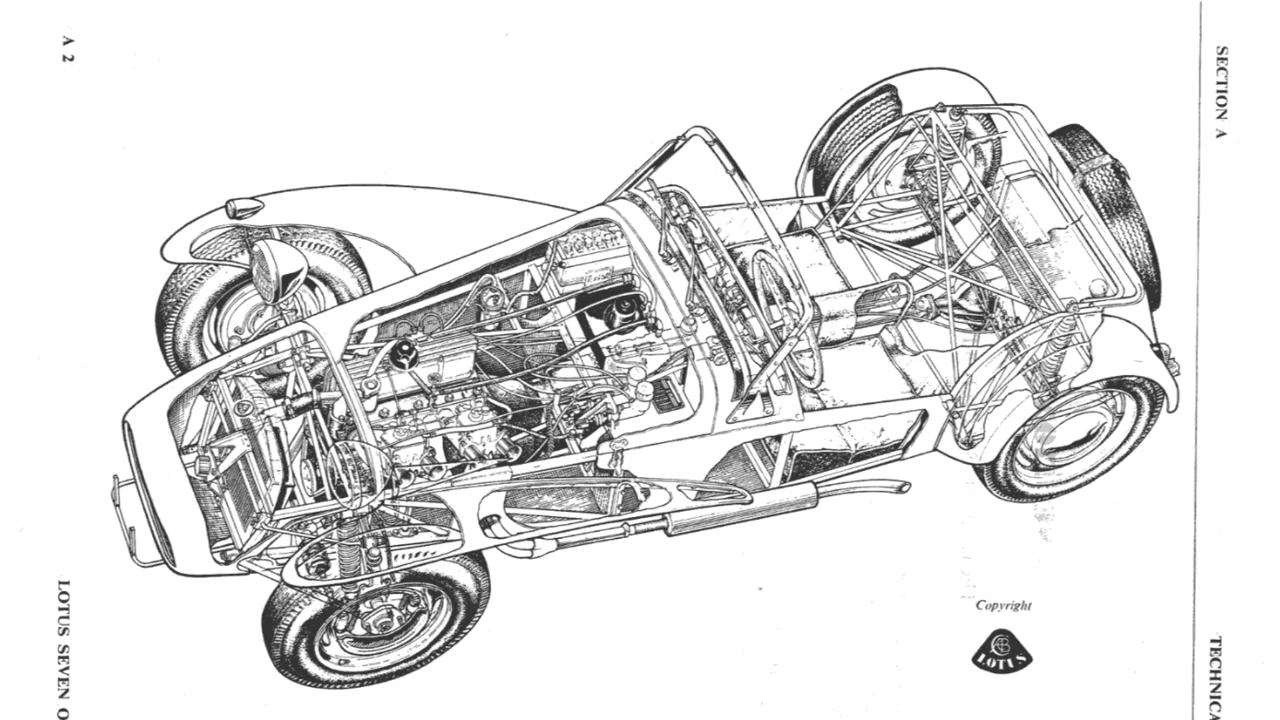 SECTION A
TECHNICA
Copyright
LOTUS
A 2
LOTUS SEVEN O